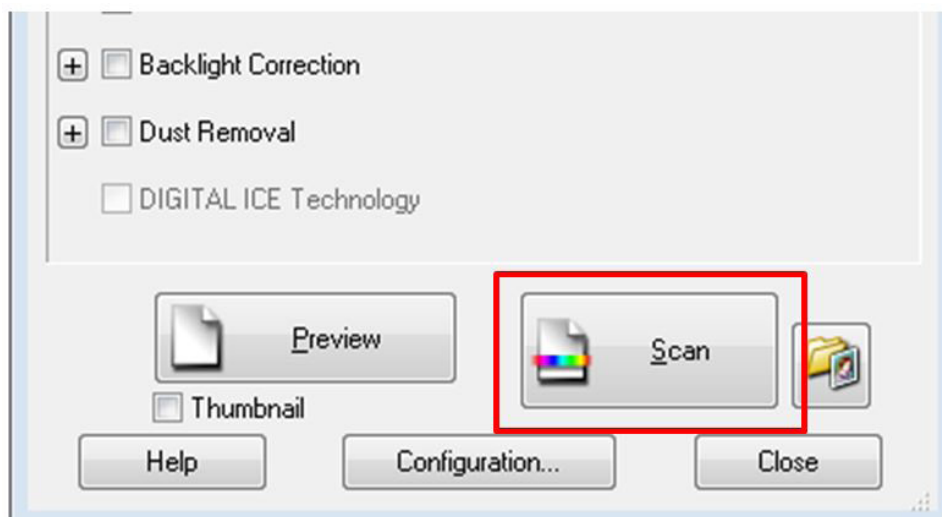 Backlight Correction
Dust Removal
DIGITAL ICE Technology
Preview
Scan
Thumbnail
Help
Configuration...
Close